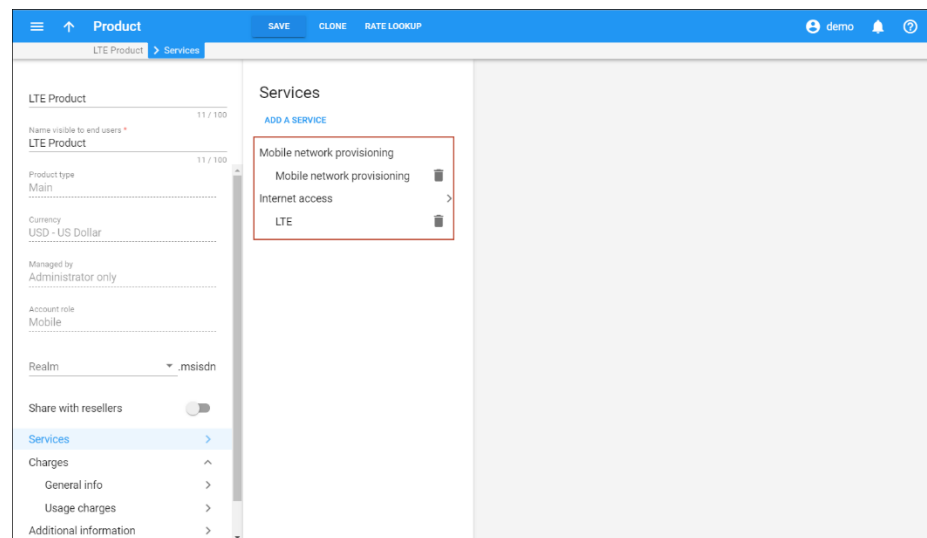 Product
SAVE CLONE RATE LOOKUP
demo
LTE Product > Services
LTE Product
11 / 100
Name visible to end users *
LTE Product
11 / 100
Product type
Main
Currency
USD - US Dollar
Managed by
Administrator only
Account role
Mobile
Realm .msisdn
Share with resellers
Services
Charges
General info
Usage charges
Additional information
Services
ADD A SERVICE
Mobile network provisioning
Mobile network provisioning
Internet access
LTE